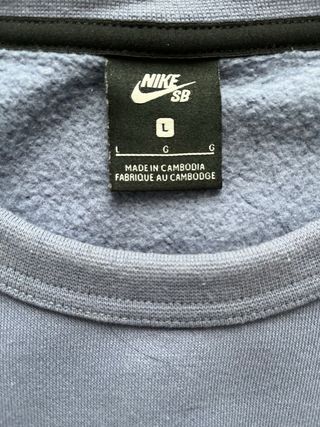 NIKE
SB
L
L G G
MADE IN CAMBODIA
FABRIQUE AU CAMBODGE